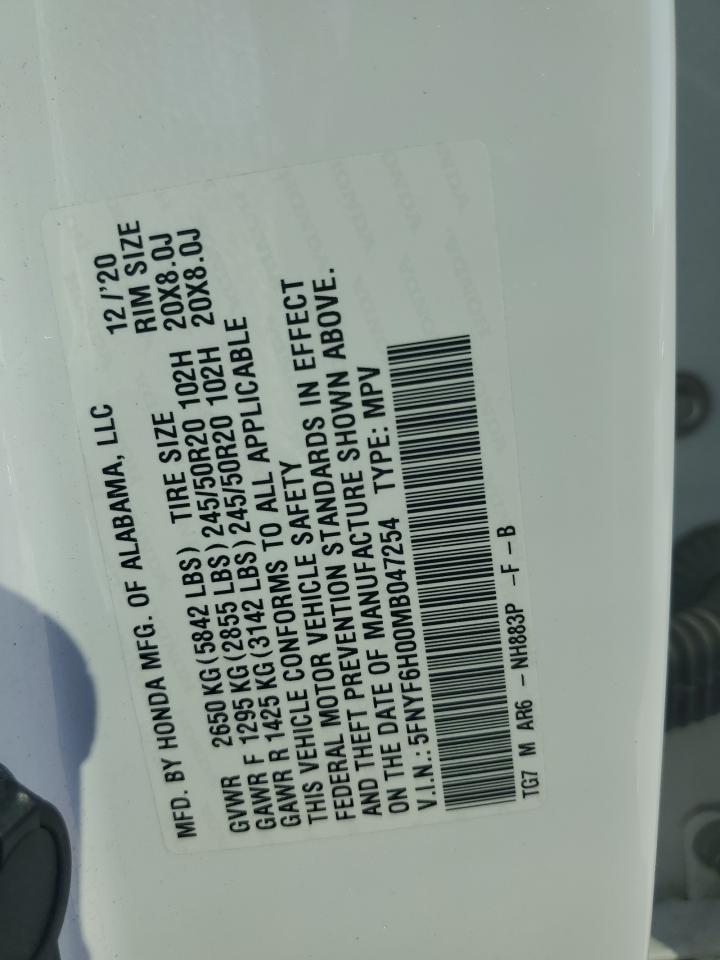 MFD. BY HONDA MFG. OF ALABAMA, LLC 12/'20
GVWR 2650 KG (5842 LBS) TIRE SIZE RIM SIZE
GAWR F 1295 KG (2855 LBS) 245/50R20 102H 20X8.0J
GAWR R 1425 KG (3142 LBS) 245/50R20 102H 20X8.0J
THIS VEHICLE CONFORMS TO ALL APPLICABLE
FEDERAL MOTOR VEHICLE SAFETY
AND THEFT PREVENTION STANDARDS IN EFFECT
ON THE DATE OF MANUFACTURE SHOWN ABOVE.
V.I.N.: 5FNYF6H00MB047254 TYPE: MPV
TG7 M AR6 - NH883P - F - B